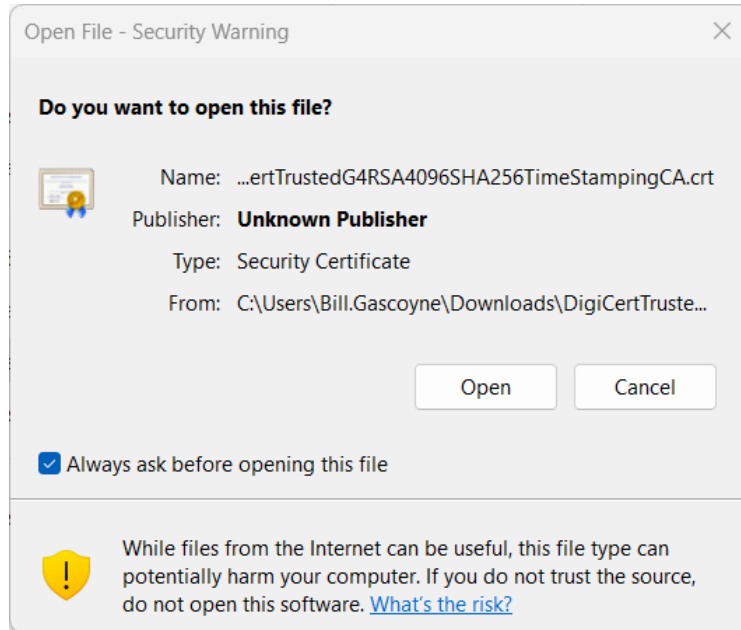 Open File - Security Warning
Do you want to open this file?
Name: ...ertTrustedG4RSA4096SHA256TimeStampingCA.crt
Publisher: Unknown Publisher
Type: Security Certificate
From: C:\Users\Bill.Gascoyne\Downloads\DigiCertTruste...
Open Cancel
Always ask before opening this file
While files from the Internet can be useful, this file type can
potentially harm your computer. If you do not trust the source,
do not open this software. What's the risk?